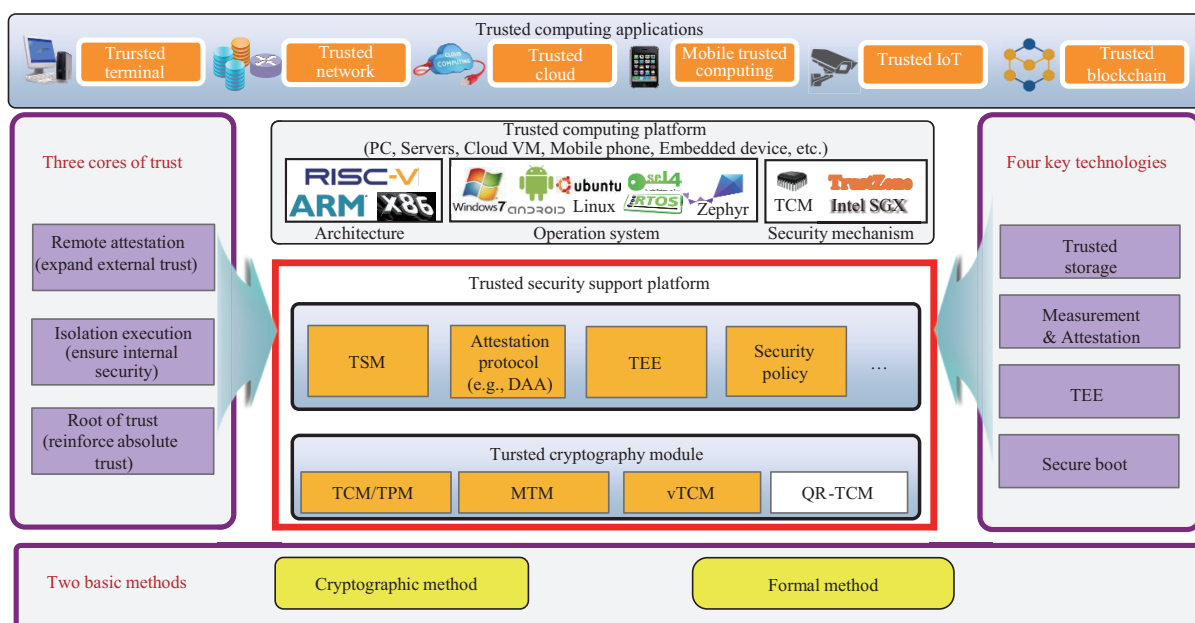 Trusted computing applications
Trursted
terminal
Trusted
network
CLOUD
COMPUTING
Trusted
cloud
Mobile trusted
computing
Trusted IoT
Trusted
blockchain
Three cores of trust
Remote attestation
(expand external trust)
Isolation execution
(ensure internal
security)
Root of trust
(reinforce absolute
trust)
Trusted computing platform
(PC, Servers, Cloud VM, Mobile phone, Embedded device, etc.)
RISC-V
ARM X86
Architecture
Windows7
android
ubuntu
Linux
sel4
RTOS
Zephyr
Operation system
TCM
TrustZone
Intel SGX
Security mechanism
Trusted security support platform
TSM
Attestation
protocol
(e.g., DAA)
TEE
Security
policy
...
Tursted cryptography module
TCM/TPM
MTM
vTCM
QR-TCM
Four key technologies
Trusted
storage
Measurement
& Attestation
TEE
Secure boot
Two basic methods
Cryptographic method
Formal method